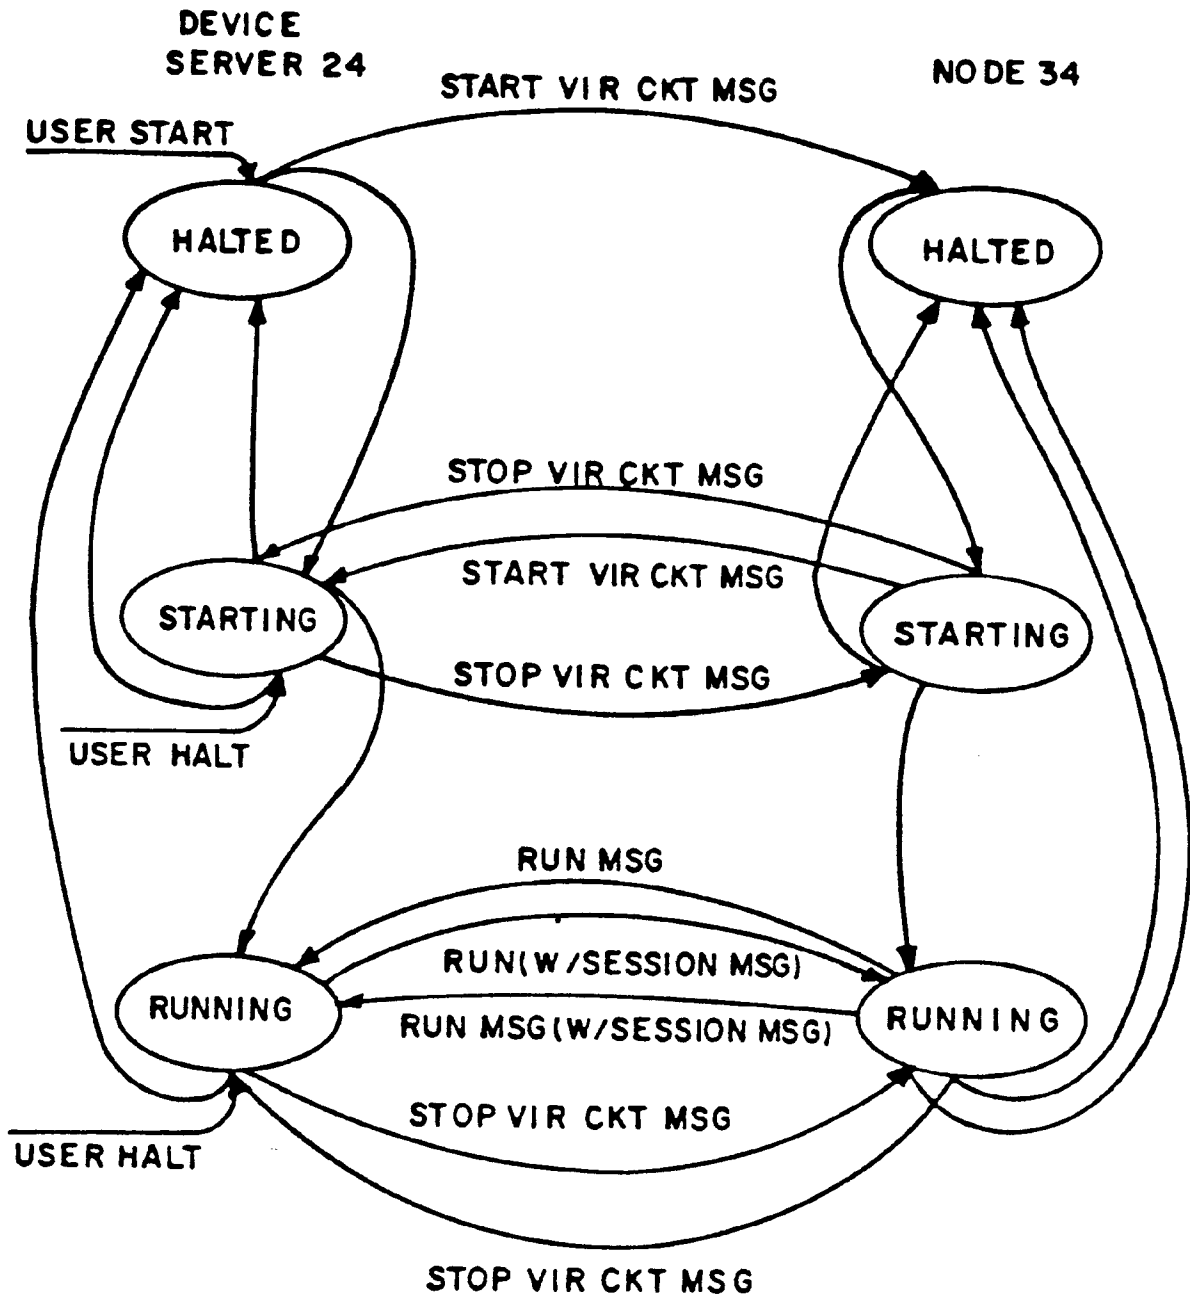 DEVICE
SERVER 24
NODE 34
START VIR CKT MSG
USER START
HALTED
HALTED
STOP VIR CKT MSG
START VIR CKT MSG
STARTING
STARTING
STOP VIR CKT MSG
USER HALT
RUN MSG
RUN(W/SESSION MSG)
RUNNING
RUNNING
RUN MSG(W/SESSION MSG)
STOP VIR CKT MSG
USER HALT
STOP VIR CKT MSG